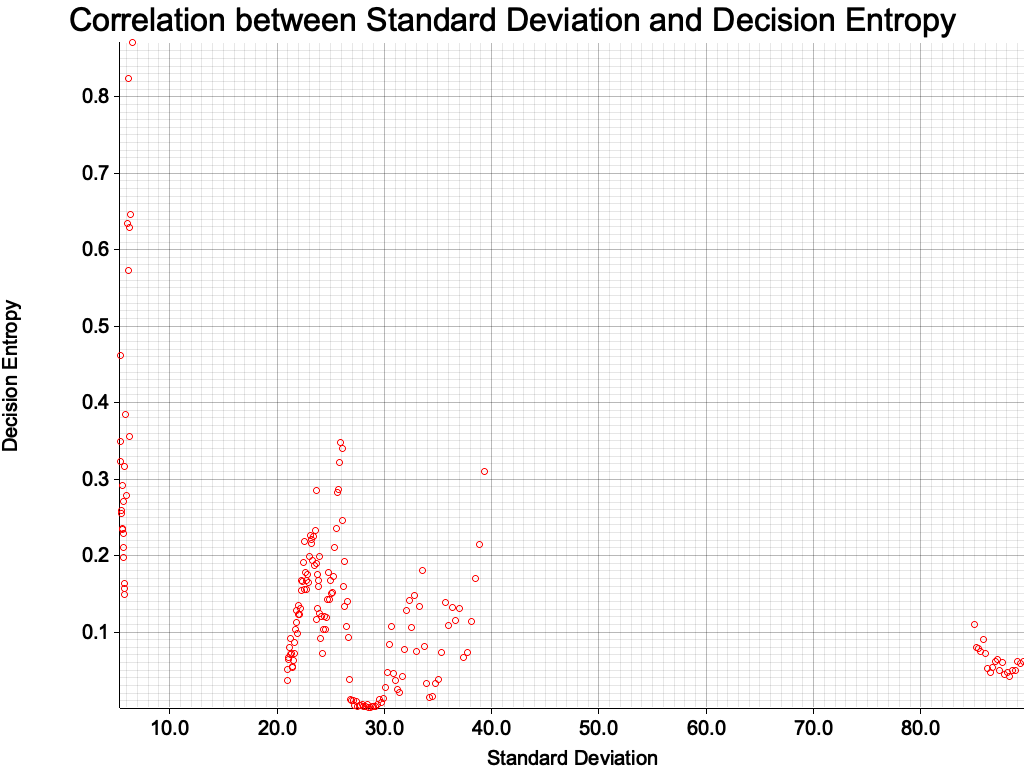 Correlation between Standard Deviation and Decision Entropy
0.8
0.7
0.6
0.5
0.4
0.3
0.2
0.1
Decision Entropy
10.0 20.0 30.0 40.0 50.0 60.0 70.0 80.0
Standard Deviation